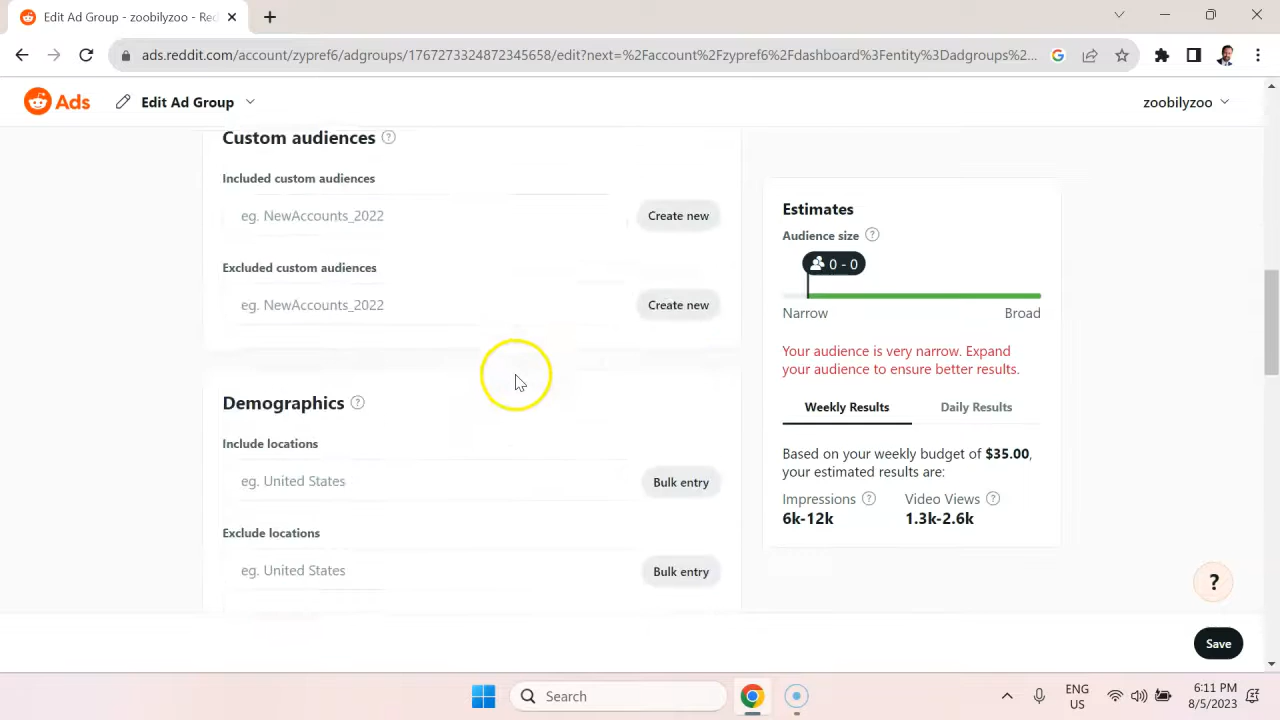 Edit Ad Group - zoobilyzoo - Red
ads.reddit.com/account/zypref6/adgroups/1767273324872345658/edit?next=%2Faccount%2Fzypref6%2Fdashboard%3Fentity%3Dadgroups%2...
Ads
Edit Ad Group
zoobilyzoo
Custom audiences
Included custom audiences
eg. NewAccounts_2022
Create new
Excluded custom audiences
eg. NewAccounts_2022
Create new
Demographics
Include locations
eg. United States
Bulk entry
Exclude locations
eg. United States
Bulk entry
Estimates
Audience size
0 - 0
Narrow
Broad
Your audience is very narrow. Expand
your audience to ensure better results.
Weekly Results
Daily Results
Based on your weekly budget of $35.00,
your estimated results are:
Impressions
Video Views
6k-12k
1.3k-2.6k
?
Save
Search
ENG
US
6:11 PM
8/5/2023